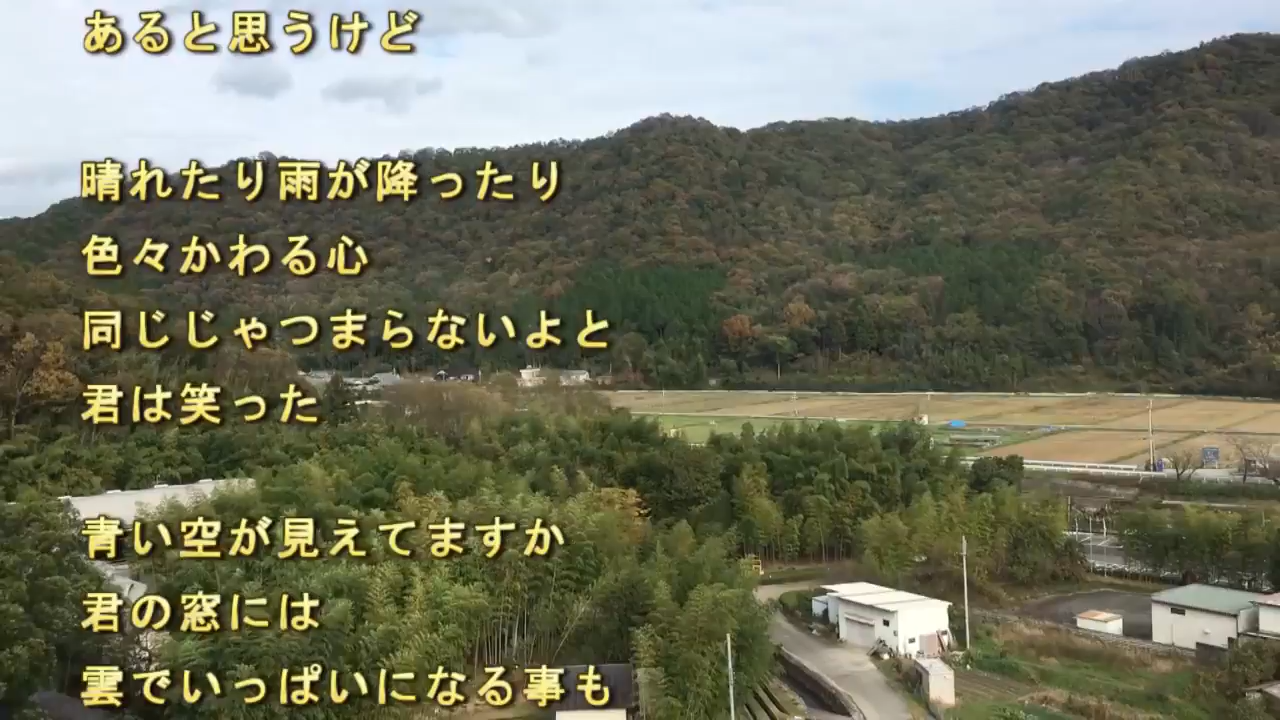 あると思うけど
晴れたり雨が降ったり
色々かわる心
同じじゃつまらないよと
君は笑った
青い空が見えてますか
君の窓には
雲でいっぱいになる事も